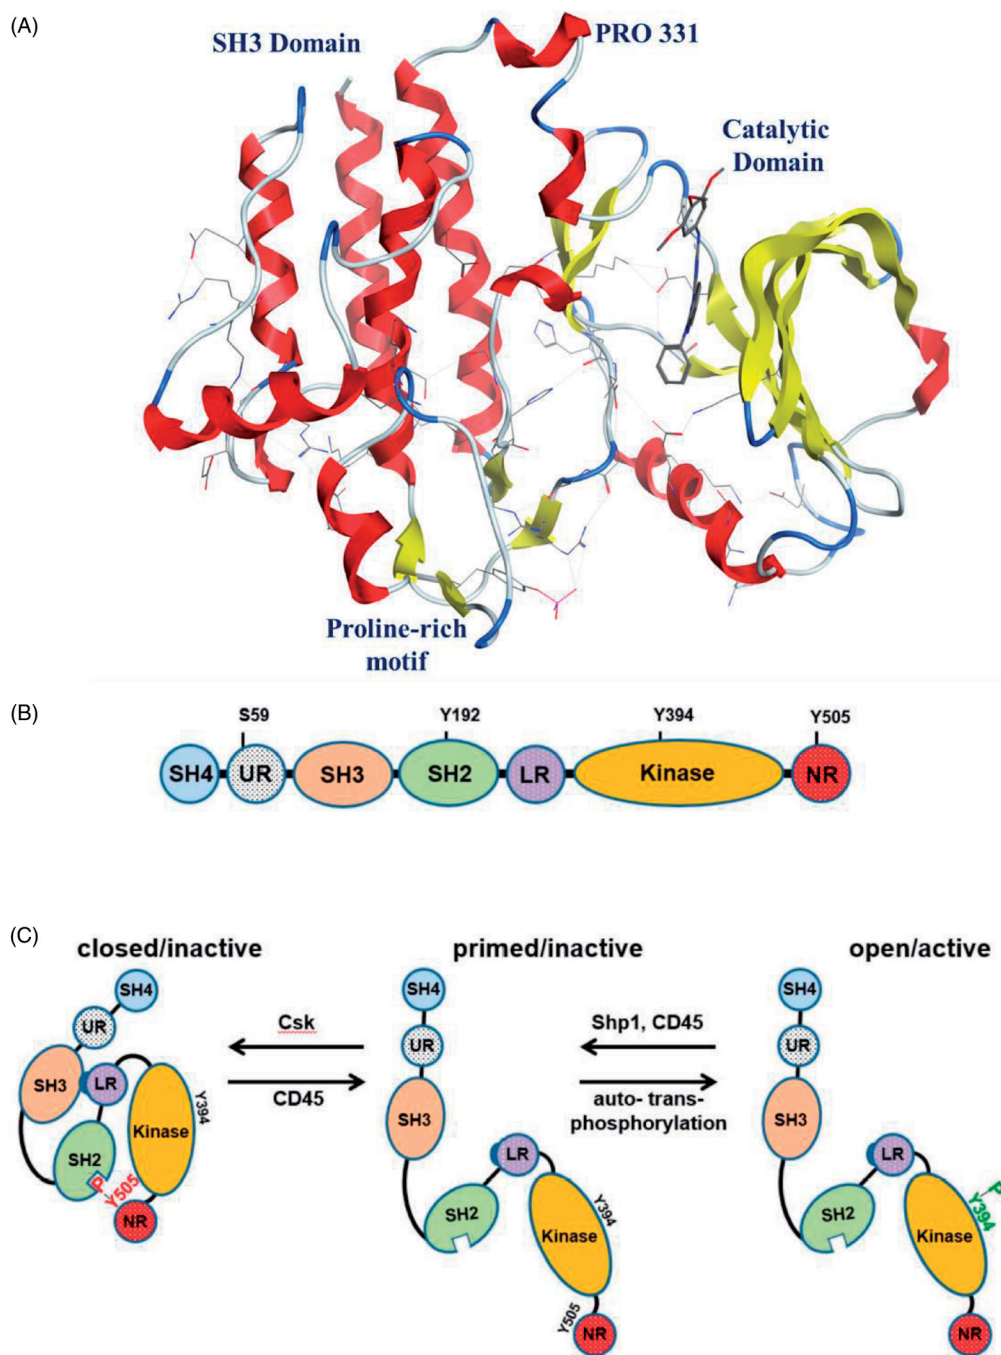 (A)
SH3 Domain
PRO 331
Catalytic
Domain
Proline-rich
motif
(B)
S59
Y192
Y394
Y505
SH4
UR
SH3
SH2
LR
Kinase
NR
(C)
closed/inactive
primed/inactive
open/active
SH4
UR
SH3
LR
Kinase
Y394
SH2
P
Y505
NR
Csk
CD45
SH4
UR
SH3
LR
SH2
Y394
Kinase
Y505
NR
Shp1, CD45
auto- trans-
phosphorylation
SH4
UR
SH3
LR
SH2
P
Y394
Kinase
NR